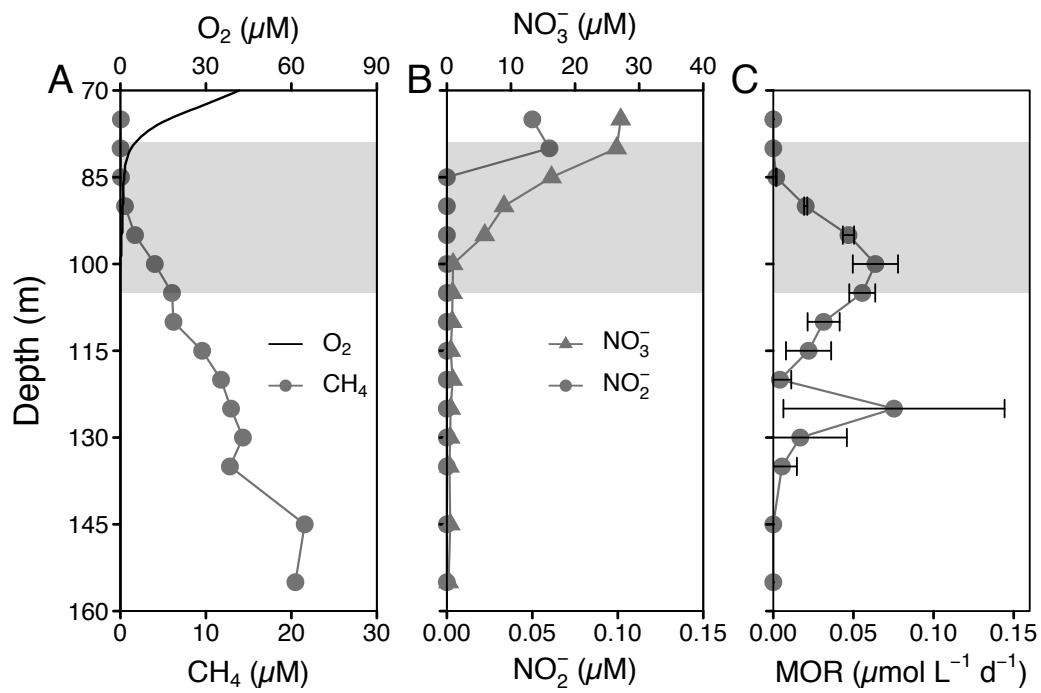 O₂ (µM)
NO₃⁻ (µM)
A
0 30 60 90
B
0 10 20 30 40
C
70
85
100
115
130
145
160
Depth (m)
O₂
CH₄
NO₃⁻
NO₂⁻
0 10 20 30
0.00 0.05 0.10 0.15
0.00 0.05 0.10 0.15
CH₄ (µM)
NO₂⁻ (µM)
MOR (µmol L⁻¹ d⁻¹)